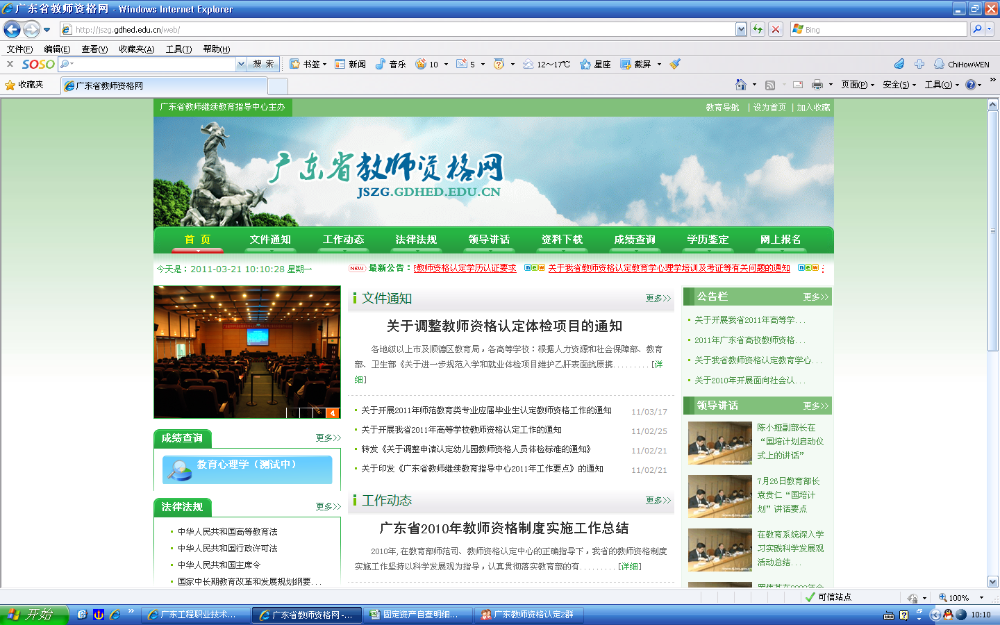 广东省教师资格网 - Windows Internet Explorer
http://jszg.gdhed.edu.cn/web/
Bing
文件(F) 编辑(E) 查看(V) 收藏夹(A) 工具(T) 帮助(H)
SOSO 搜 索 书签 新闻 音乐 10 5 12～17℃ 星座 截屏 ChiHowWEN
收藏夹 广东省教师资格网 页面(P) 安全(S) 工具(O)
广东省教师继续教育指导中心主办 教育导航 | 设为首页 | 加入收藏
广东省教师资格网
JSZG.GDHED.EDU.CN
首 页 文件通知 工作动态 法律法规 领导讲话 资料下载 成绩查询 学历鉴定 网上报名
今天是：2011-03-21 10:10:28 星期一
NEW 最新公告： 教师资格认定学历认证要求 new 关于我省教师资格认定教育学心理学培训及考证等有关问题的通知 new
4
成绩查询 更多>>
教育心理学（测试中）
法律法规 更多>>
中华人民共和国高等教育法
中华人民共和国行政许可法
中华人民共和国主席令
国家中长期教育改革和发展规划纲要...
文件通知 更多>>
关于调整教师资格认定体检项目的通知
各地级以上市及顺德区教育局，各高等学校：根据人力资源和社会保障部、教育
部、卫生部《关于进一步规范入学和就业体检项目维护乙肝表面抗原携.........[详
细]
关于开展2011年师范教育类专业应届毕业生认定教师资格工作的通知 11/03/17
关于开展我省2011年高等学校教师资格认定工作的通知 11/02/25
转发《关于调整申请认定幼儿园教师资格人员体检标准的通知》 11/02/21
关于印发《广东省教师继续教育指导中心2011年工作要点》的通知 11/02/21
工作动态 更多>>
广东省2010年教师资格制度实施工作总结
2010年,在教育部师范司、教师资格认定中心的正确指导下，我省的教师资格制度
实施工作坚持以科学发展观为指导，认真贯彻落实教育部的有.........[详细]
公告栏 更多>>
关于开展我省2011年高等学...
2011年广东省高校教师资格...
关于我省教师资格认定教育学心...
关于2010年开展面向社会认...
领导讲话 更多>>
陈小娅副部长在
“国培计划启动仪
式上的讲话”
7月26日教育部长
袁贵仁“国培计
划”讲话要点
在教育系统深入学
习实践科学发展观
活动总结...
可信站点 100%
开始 广东工程职业技术... 广东省教师资格网 -... 固定资产自查明细... 广东教师资格认定2群 10:10